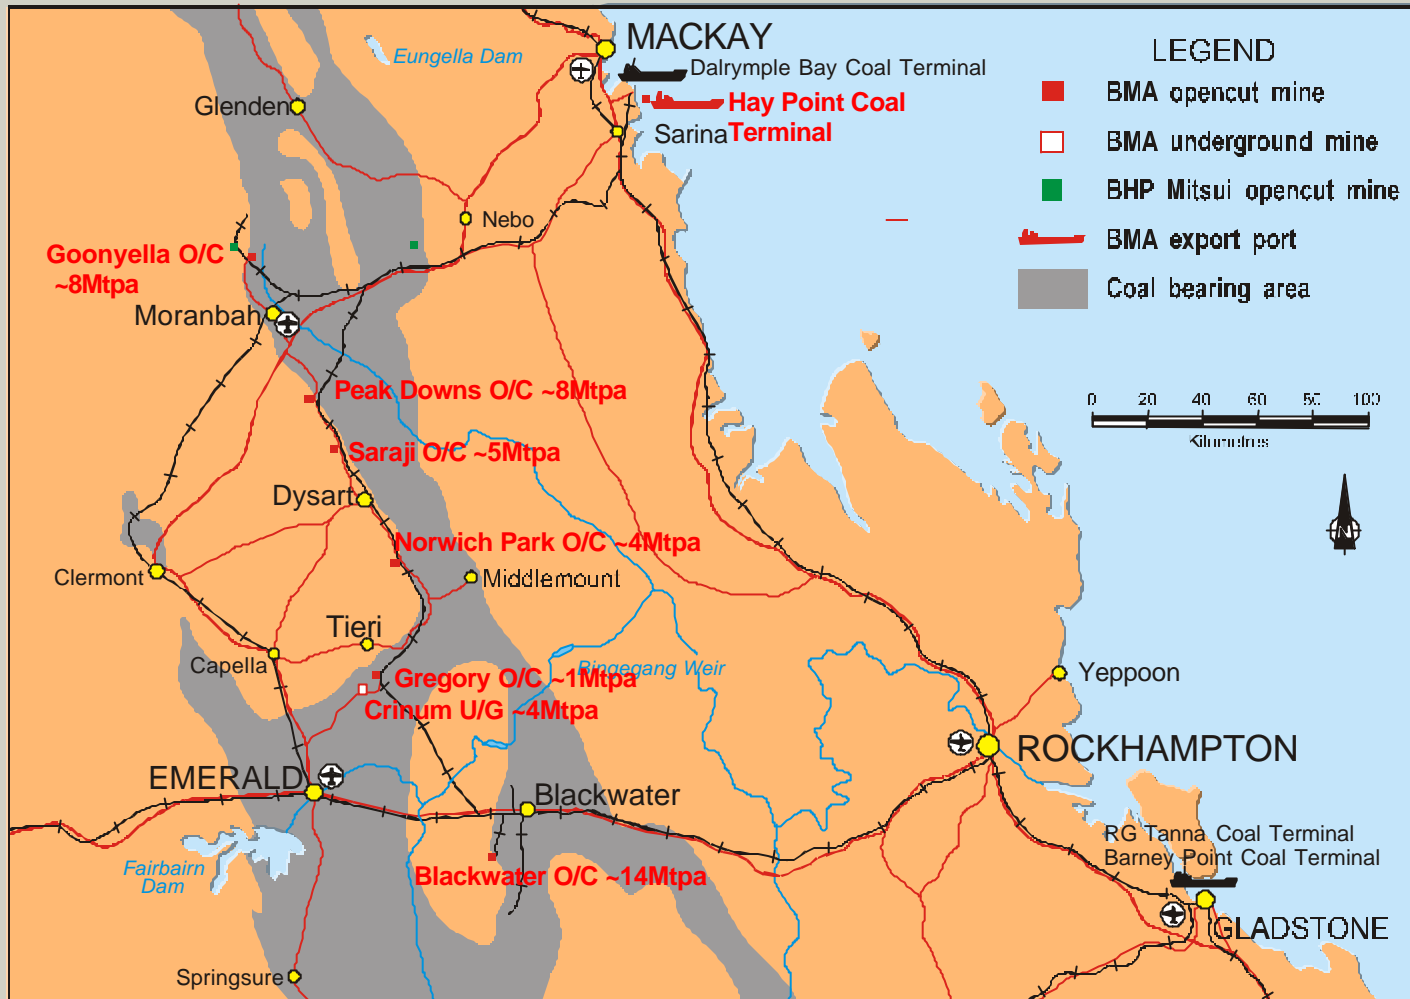 MACKAY
Eungella Dam
Dalrymple Bay Coal Terminal
Glenden
Hay Point Coal
Terminal
Sarina
Nebo
Goonyella O/C
~8Mtpa
Moranbah
Peak Downs O/C ~8Mtpa
Saraji O/C ~5Mtpa
Dysart
Norwich Park O/C ~4Mtpa
Clermont
Middlemount
Tieri
Capella
Bingegang Weir
Gregory O/C ~1Mtpa
Crinum U/G ~4Mtpa
Yeppoon
ROCKHAMPTON
EMERALD
Blackwater
Fairbairn
Dam
Blackwater O/C ~14Mtpa
RG Tanna Coal Terminal
Barney Point Coal Terminal
GLADSTONE
Springsure
LEGEND
BMA opencut mine
BMA underground mine
BHP Mitsui opencut mine
BMA export port
Coal bearing area
0 20 40 60 80 100
Kilometres
N